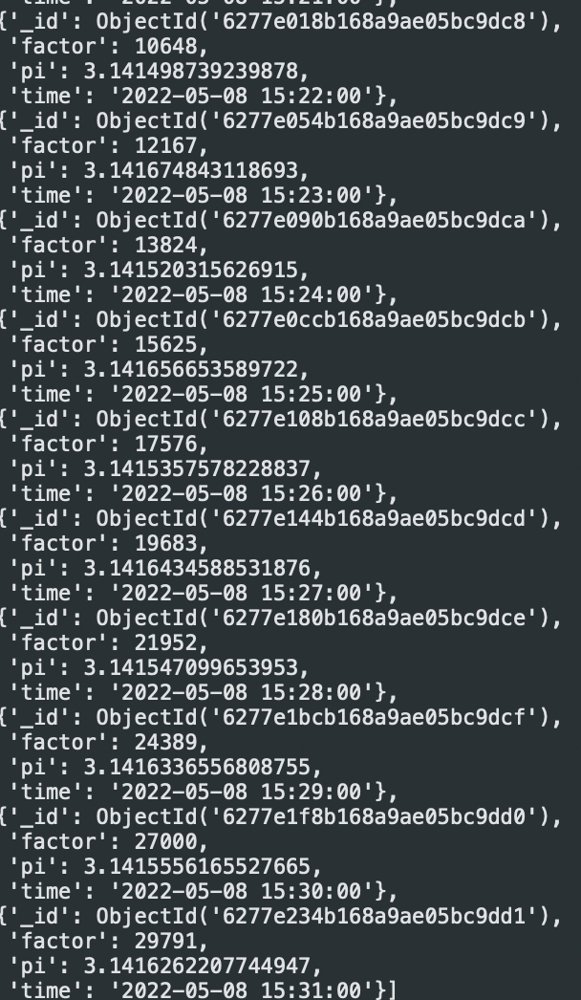 'time': '2022-05-08 15:21:00'},
{'_id': ObjectId('6277e018b168a9ae05bc9dc8'),
'factor': 10648,
'pi': 3.141498739239878,
'time': '2022-05-08 15:22:00'},
{'_id': ObjectId('6277e054b168a9ae05bc9dc9'),
'factor': 12167,
'pi': 3.141674843118693,
'time': '2022-05-08 15:23:00'},
{'_id': ObjectId('6277e090b168a9ae05bc9dca'),
'factor': 13824,
'pi': 3.141520315626915,
'time': '2022-05-08 15:24:00'},
{'_id': ObjectId('6277e0ccb168a9ae05bc9dcb'),
'factor': 15625,
'pi': 3.141656653589722,
'time': '2022-05-08 15:25:00'},
{'_id': ObjectId('6277e108b168a9ae05bc9dcc'),
'factor': 17576,
'pi': 3.1415357578228837,
'time': '2022-05-08 15:26:00'},
{'_id': ObjectId('6277e144b168a9ae05bc9dcd'),
'factor': 19683,
'pi': 3.1416434588531876,
'time': '2022-05-08 15:27:00'},
{'_id': ObjectId('6277e180b168a9ae05bc9dce'),
'factor': 21952,
'pi': 3.141547099653953,
'time': '2022-05-08 15:28:00'},
{'_id': ObjectId('6277e1bcb168a9ae05bc9dcf'),
'factor': 24389,
'pi': 3.1416336556808755,
'time': '2022-05-08 15:29:00'},
{'_id': ObjectId('6277e1f8b168a9ae05bc9dd0'),
'factor': 27000,
'pi': 3.1415556165527665,
'time': '2022-05-08 15:30:00'},
{'_id': ObjectId('6277e234b168a9ae05bc9dd1'),
'factor': 29791,
'pi': 3.1416262207744947,
'time': '2022-05-08 15:31:00'}]